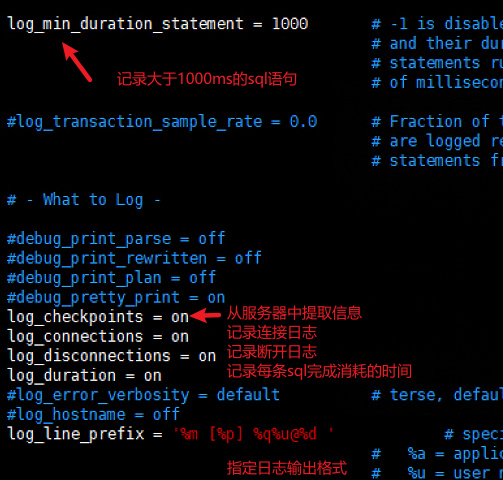 log_min_duration_statement = 1000 # -1 is disable
# and their dur
记录大于1000ms的sql语句 # statements ru
# of millisecon
#log_transaction_sample_rate = 0.0 # Fraction of t
# are logged re
# statements fr
# - What to Log -
#debug_print_parse = off
#debug_print_rewritten = off
#debug_print_plan = off
#debug_pretty_print = on
log_checkpoints = on 从服务器中提取信息
log_connections = on 记录连接日志
log_disconnections = on 记录断开日志
log_duration = on 记录每条sql完成消耗的时间
#log_error_verbosity = default # terse, defaul
#log_hostname = off
log_line_prefix = '%m [%p] %q%u@%d ' # speci
# %a = applic
指定日志输出格式 # %u = user n